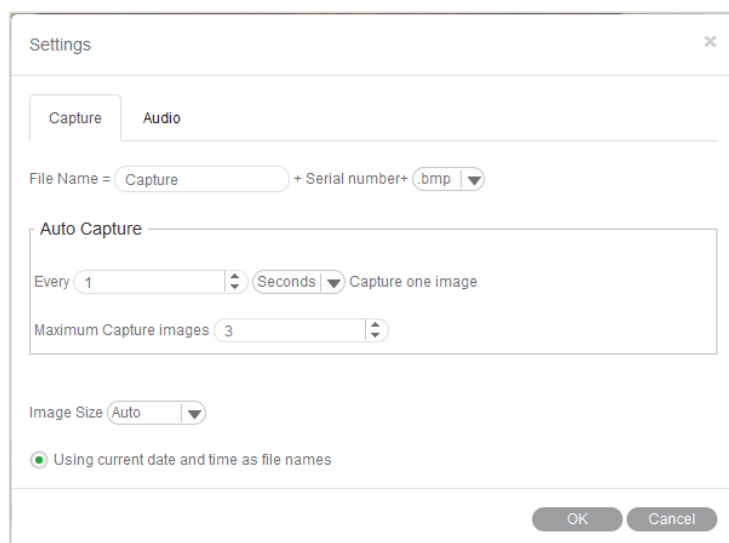 Settings
Capture Audio
File Name = Capture + Serial number+ .bmp
Auto Capture
Every 1 Seconds Capture one image
Maximum Capture images 3
Image Size Auto
Using current date and time as file names
OK Cancel